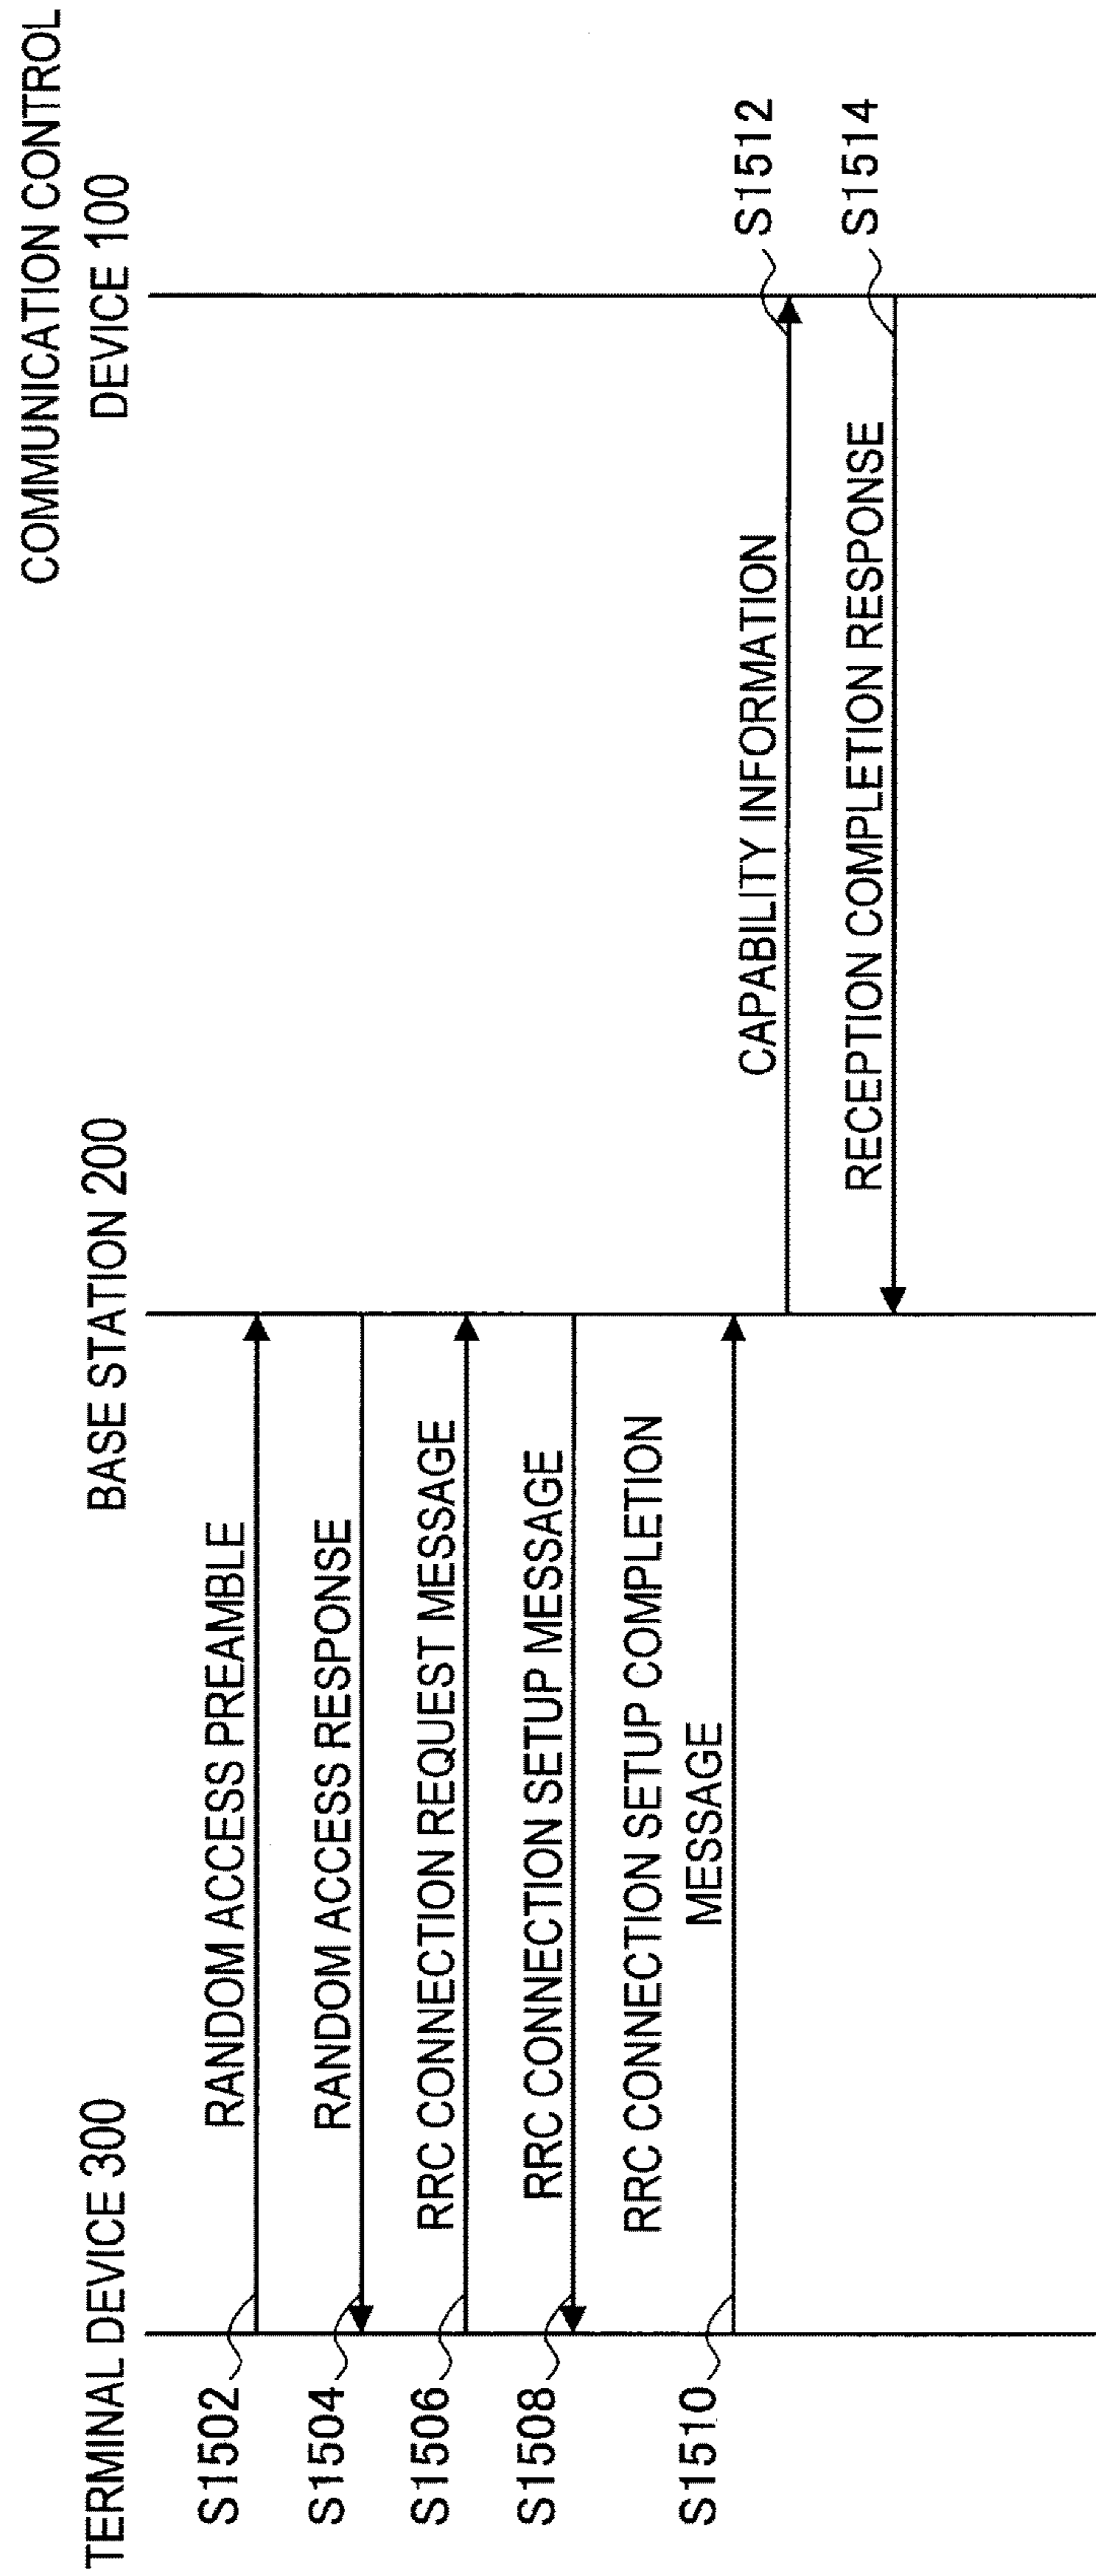 TERMINAL DEVICE 300
BASE STATION 200
COMMUNICATION CONTROL
DEVICE 100
S1502
RANDOM ACCESS PREAMBLE
S1504
RANDOM ACCESS RESPONSE
S1506
RRC CONNECTION REQUEST MESSAGE
S1508
RRC CONNECTION SETUP MESSAGE
S1510
RRC CONNECTION SETUP COMPLETION
MESSAGE
CAPABILITY INFORMATION
S1512
RECEPTION COMPLETION RESPONSE
S1514